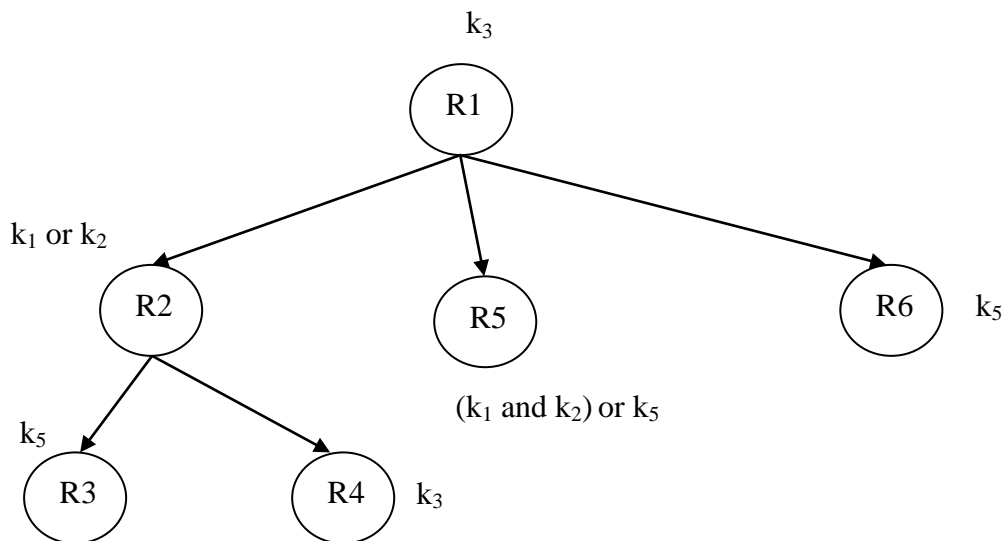 k₃
R1
k₁ or k₂
R2
R5
R6
k₅
(k₁ and k₂) or k₅
k₅
R3
R4
k₃